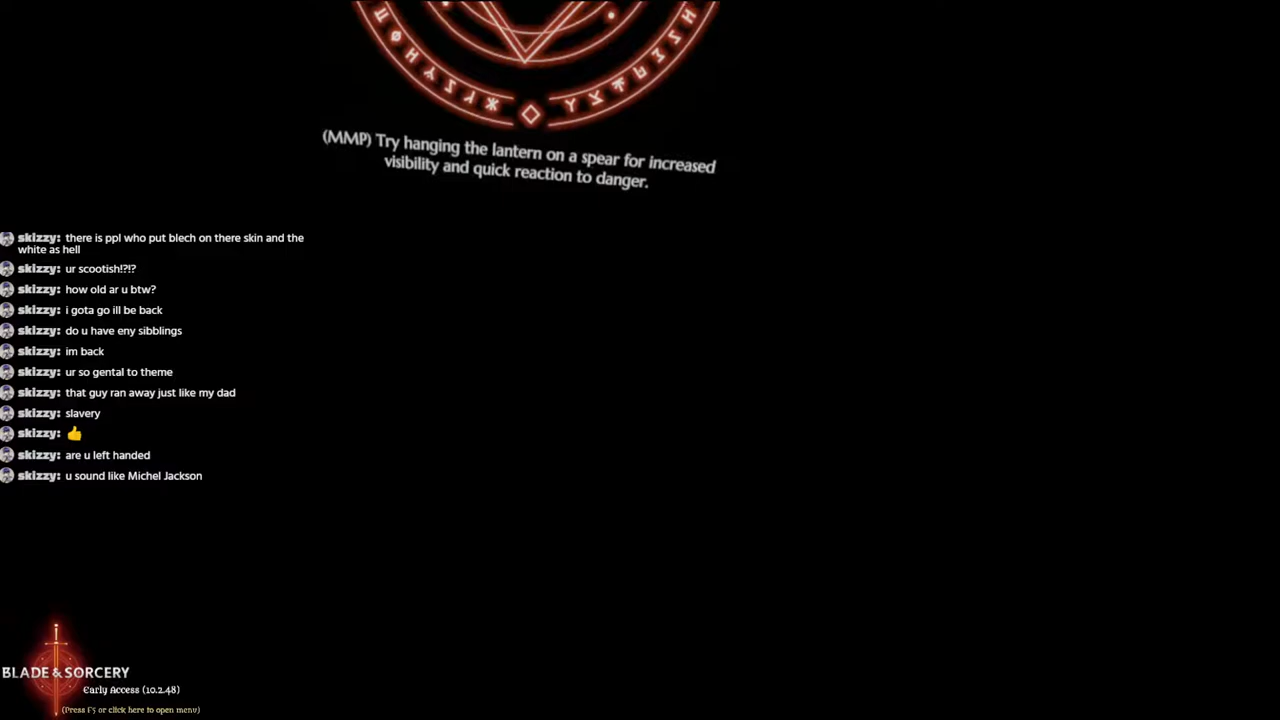 (MMP) Try hanging the lantern on a spear for increased
visibility and quick reaction to danger.
skizzy: there is ppl who put blech on there skin and the
white as hell
skizzy: ur scootish!?!?
skizzy: how old ar u btw?
skizzy: i gota go ill be back
skizzy: do u have eny sibblings
skizzy: im back
skizzy: ur so gental to theme
skizzy: that guy ran away just like my dad
skizzy: slavery
skizzy: 👍
skizzy: are u left handed
skizzy: u sound like Michel Jackson
BLADE & SORCERY
Early Access (10.2.48)
(Press F5 or click here to open menu)